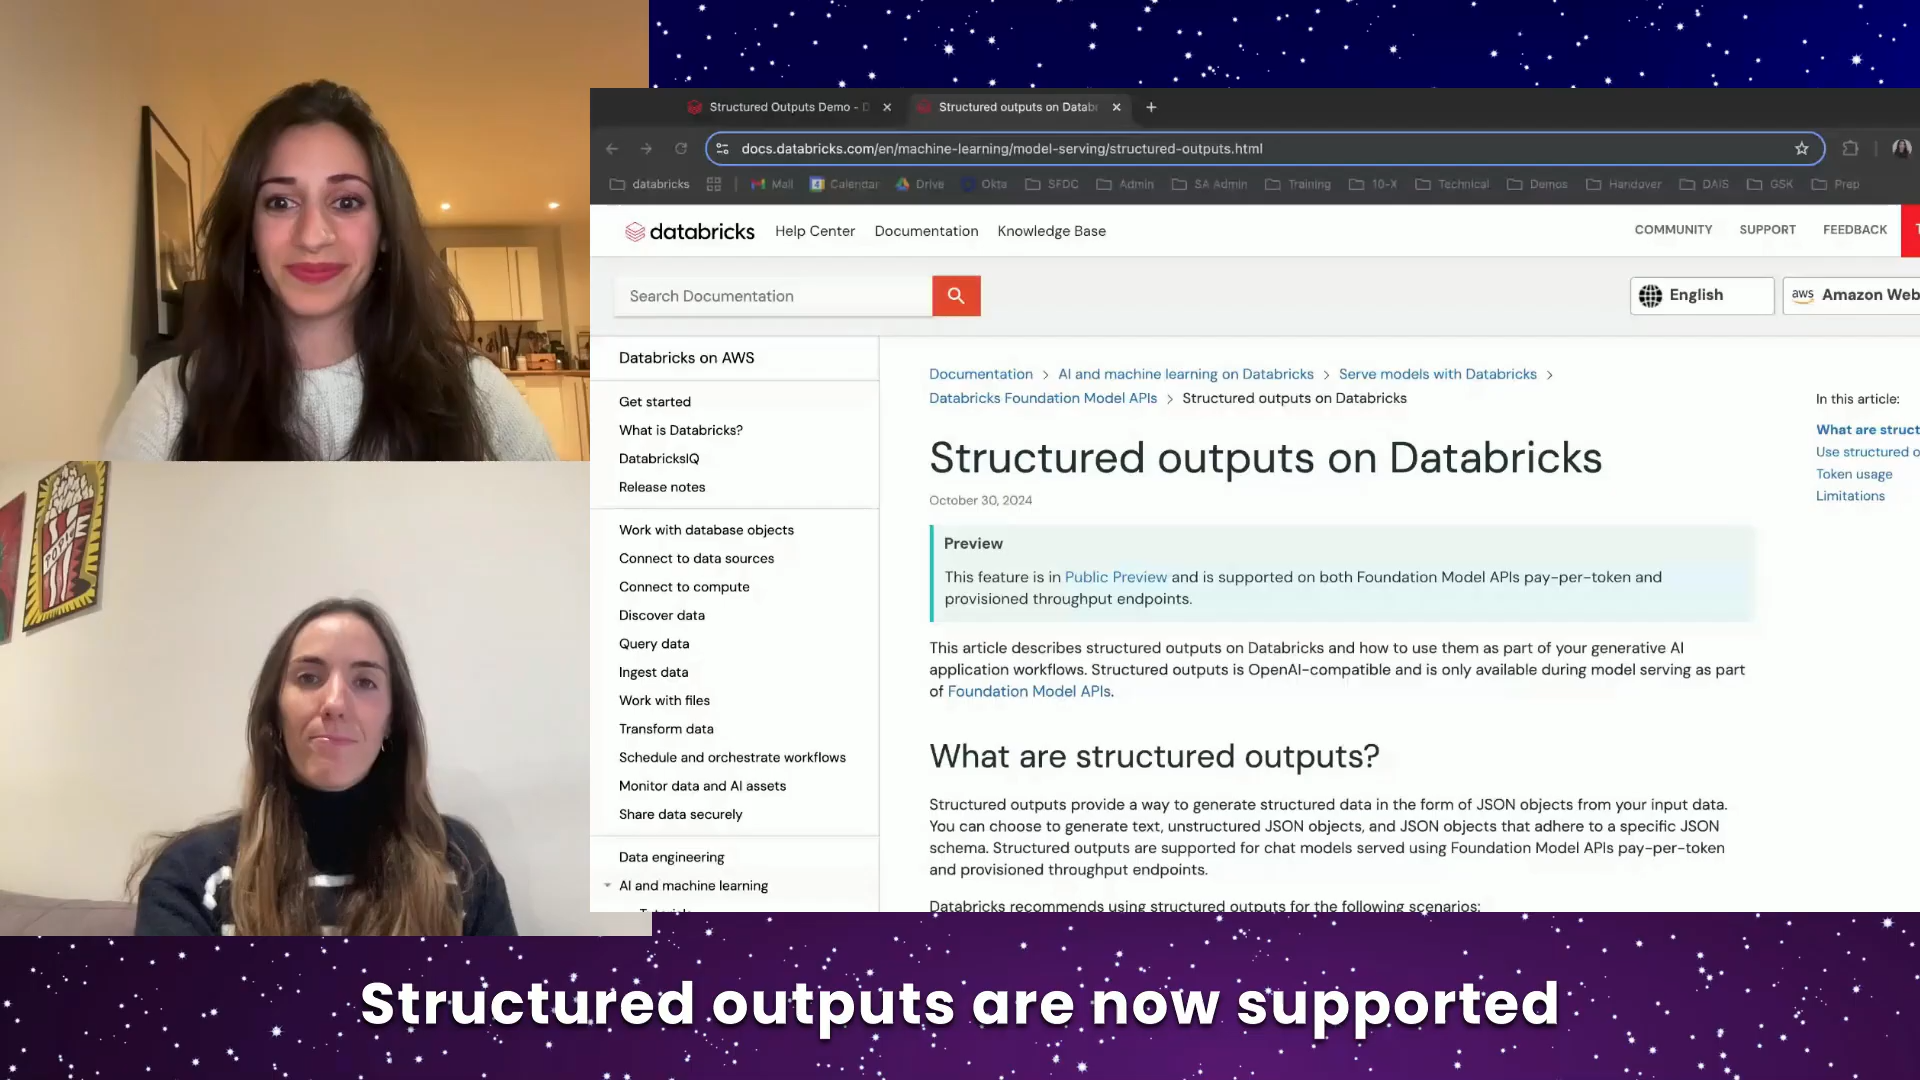 Structured Outputs Demo - D
Structured outputs on Datab
docs.databricks.com/en/machine-learning/model-serving/structured-outputs.html
databricks Mail Calendar Drive Okta SFDC Admin SA Admin Training 10-X Technical Demos Handover DAIS GSK Prep
databricks Help Center Documentation Knowledge Base COMMUNITY SUPPORT FEEDBACK
Search Documentation
English
aws Amazon Web
Databricks on AWS
Get started
What is Databricks?
DatabricksIQ
Release notes
Work with database objects
Connect to data sources
Connect to compute
Discover data
Query data
Ingest data
Work with files
Transform data
Schedule and orchestrate workflows
Monitor data and AI assets
Share data securely
Data engineering
AI and machine learning
Documentation > AI and machine learning on Databricks > Serve models with Databricks >
Databricks Foundation Model APIs > Structured outputs on Databricks
Structured outputs on Databricks
October 30, 2024
Preview
This feature is in Public Preview and is supported on both Foundation Model APIs pay-per-token and
provisioned throughput endpoints.
This article describes structured outputs on Databricks and how to use them as part of your generative AI
application workflows. Structured outputs is OpenAI-compatible and is only available during model serving as part
of Foundation Model APIs.
What are structured outputs?
Structured outputs provide a way to generate structured data in the form of JSON objects from your input data.
You can choose to generate text, unstructured JSON objects, and JSON objects that adhere to a specific JSON
schema. Structured outputs are supported for chat models served using Foundation Model APIs pay-per-token
and provisioned throughput endpoints.
Databricks recommends using structured outputs for the following scenarios:
In this article:
What are struct
Use structured o
Token usage
Limitations
Structured outputs are now supported